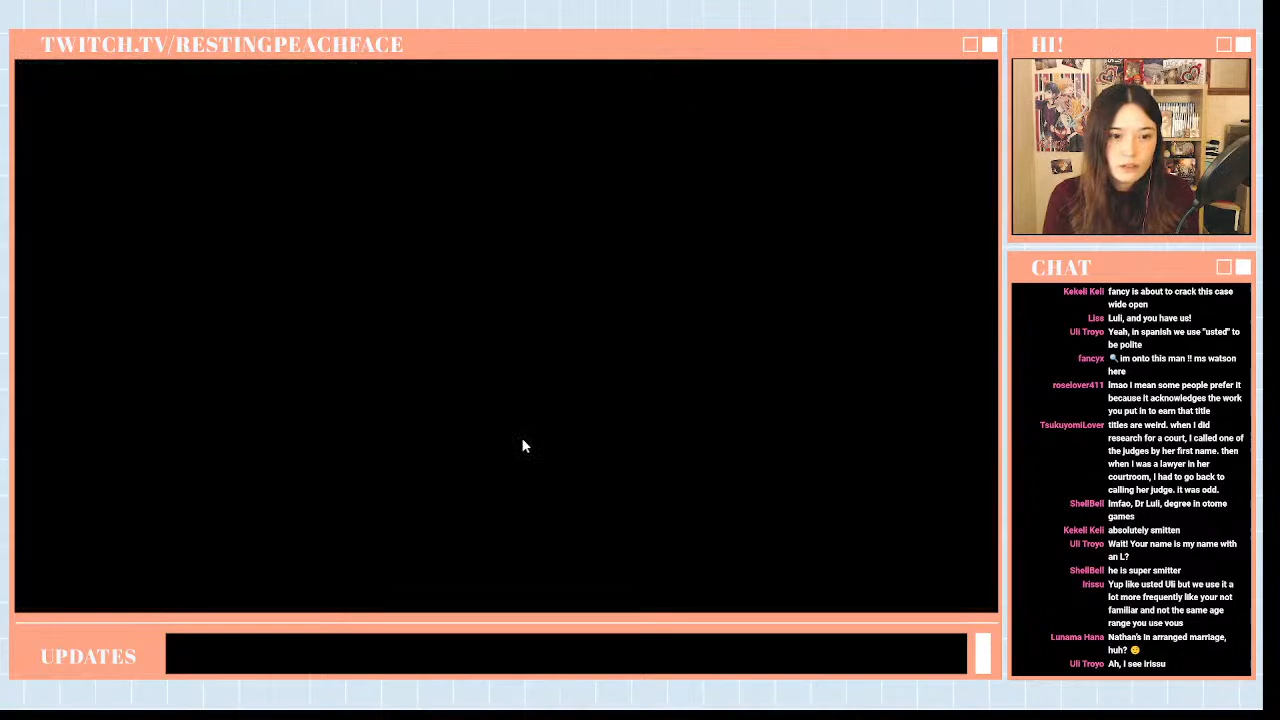 TWITCH.TV/RESTINGPEACHFACE
HI!
CHAT
Kekeli Keli fancy is about to crack this case
wide open
Liss Luli, and you have us!
Uli Troyo Yeah, in spanish we use "usted" to
be polite
fancyx 🔍im onto this man !! ms watson
here
roselover411 lmao I mean some people prefer it
because it acknowledges the work
you put in to earn that title
TsukuyomiLover titles are weird. when I did
research for a court, I called one of
the judges by her first name. then
when I was a lawyer in her
courtroom, I had to go back to
calling her judge. it was odd.
ShellBell lmfao, Dr Luli, degree in otome
games
Kekeli Keli absolutely smitten
Uli Troyo Wait! Your name is my name with
an L?
ShellBell he is super smitter
Irissu Yup like usted Uli but we use it a
lot more frequently like your not
familiar and not the same age
range you use vous
Lunama Hana Nathan's in arranged marriage,
huh?
Uli Troyo Ah, I see irissu
UPDATES